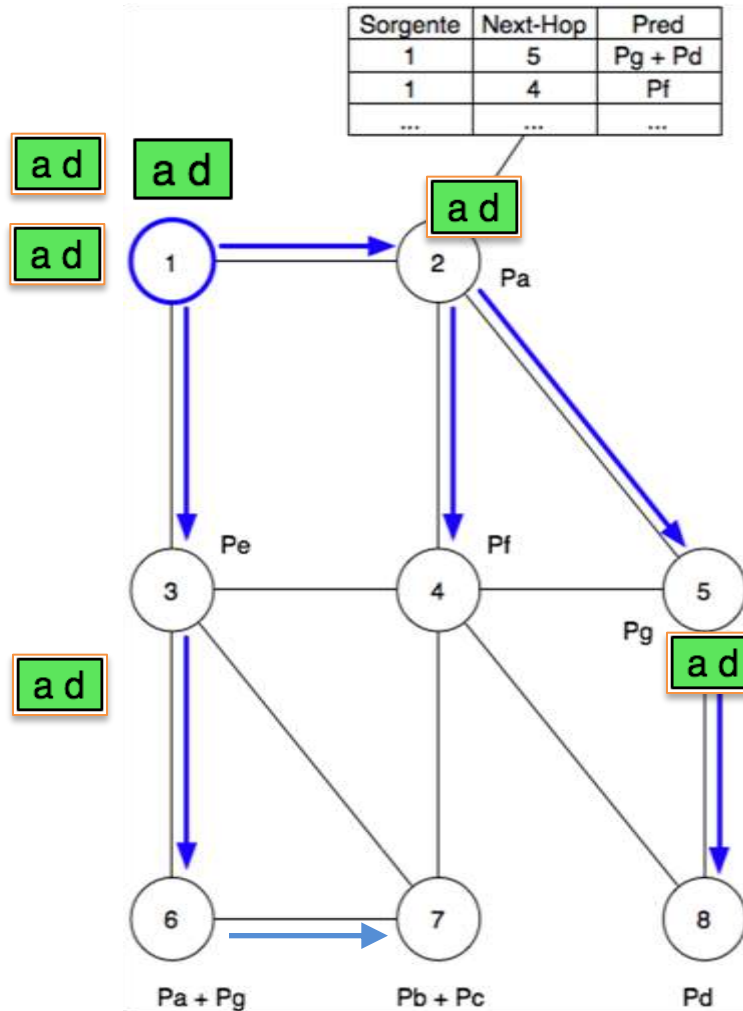 Sorgente Next-Hop Pred
1 5 Pg + Pd
1 4 Pf
... ... ...
a d
a d
a d
a d
1
2
Pa
Pe
Pf
3
4
5
Pg
a d
a d
6
7
8
Pa + Pg
Pb + Pc
Pd